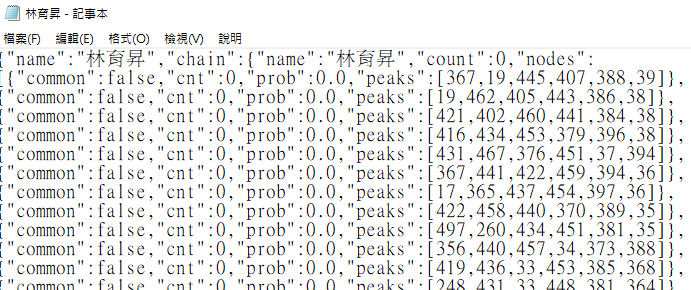 林育昇 - 記事本
檔案(F) 編輯(E) 格式(O) 檢視(V) 說明
{"name":"林育昇","chain":{"name":"林育昇","count":0,"nodes":
[{"common":false,"cnt":0,"prob":0.0,"peaks":[367,19,445,407,388,39]},
{"common":false,"cnt":0,"prob":0.0,"peaks":[19,462,405,443,386,38]},
{"common":false,"cnt":0,"prob":0.0,"peaks":[421,402,460,441,384,38]},
{"common":false,"cnt":0,"prob":0.0,"peaks":[416,434,453,379,396,38]},
{"common":false,"cnt":0,"prob":0.0,"peaks":[431,467,376,451,37,394]},
{"common":false,"cnt":0,"prob":0.0,"peaks":[367,441,422,459,394,36]},
{"common":false,"cnt":0,"prob":0.0,"peaks":[17,365,437,454,397,36]},
{"common":false,"cnt":0,"prob":0.0,"peaks":[422,458,440,370,389,35]},
{"common":false,"cnt":0,"prob":0.0,"peaks":[497,260,434,451,381,35]},
{"common":false,"cnt":0,"prob":0.0,"peaks":[356,440,457,34,373,388]},
{"common":false,"cnt":0,"prob":0.0,"peaks":[419,436,33,453,385,368]},
{"common":false,"cnt":0,"prob":0.0,"peaks":[248,431,33,448,381,364]}